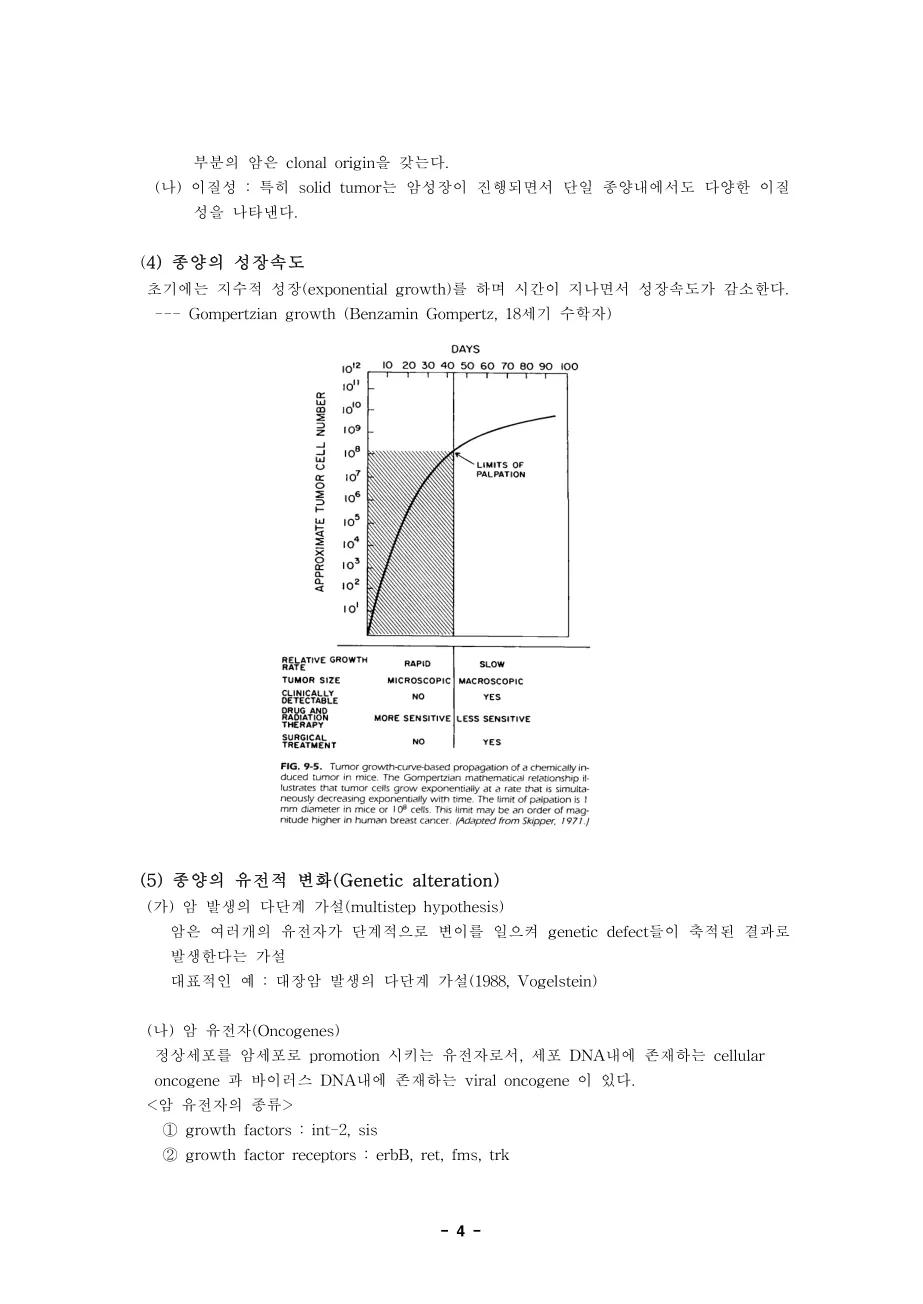 부분의 암은 clonal origin을 갖는다.
(나) 이질성 : 특히 solid tumor는 암성장이 진행되면서 단일 종양내에서도 다양한 이질
성을 나타낸다.
(4) 종양의 성장속도
초기에는 지수적 성장(exponential growth)를 하며 시간이 지나면서 성장속도가 감소한다.
--- Gompertzian growth (Benzamin Gompertz, 18세기 수학자)
DAYS
10 20 30 40 50 60 70 80 90 100
10¹²
10¹¹
10¹⁰
10⁹
10⁸
10⁷
10⁶
10⁵
10⁴
10³
10²
10¹
APPROXIMATE TUMOR CELL NUMBER
LIMITS OF
PALPATION
RELATIVE GROWTH
RATE RAPID SLOW
TUMOR SIZE MICROSCOPIC MACROSCOPIC
CLINICALLY
DETECTABLE NO YES
DRUG AND
RADIATION
THERAPY MORE SENSITIVE LESS SENSITIVE
SURGICAL
TREATMENT NO YES
FIG. 9-5. Tumor growth-curve-based propagation of a chemically in-
duced tumor in mice. The Gompertzian mathematical relationship il-
lustrates that tumor cells grow exponentially at a rate that is simulta-
neously decreasing exponentially with time. The limit of palpation is 1
mm diameter in mice or 10⁸ cells. This limit may be an order of mag-
nitude higher in human breast cancer. (Adapted from Skipper, 1971.)
(5) 종양의 유전적 변화(Genetic alteration)
(가) 암 발생의 다단계 가설(multistep hypothesis)
암은 여러개의 유전자가 단계적으로 변이를 일으켜 genetic defect들이 축적된 결과로
발생한다는 가설
대표적인 예 : 대장암 발생의 다단계 가설(1988, Vogelstein)
(나) 암 유전자(Oncogenes)
정상세포를 암세포로 promotion 시키는 유전자로서, 세포 DNA내에 존재하는 cellular
oncogene 과 바이러스 DNA내에 존재하는 viral oncogene 이 있다.
<암 유전자의 종류>
① growth factors : int-2, sis
② growth factor receptors : erbB, ret, fms, trk
- 4 -